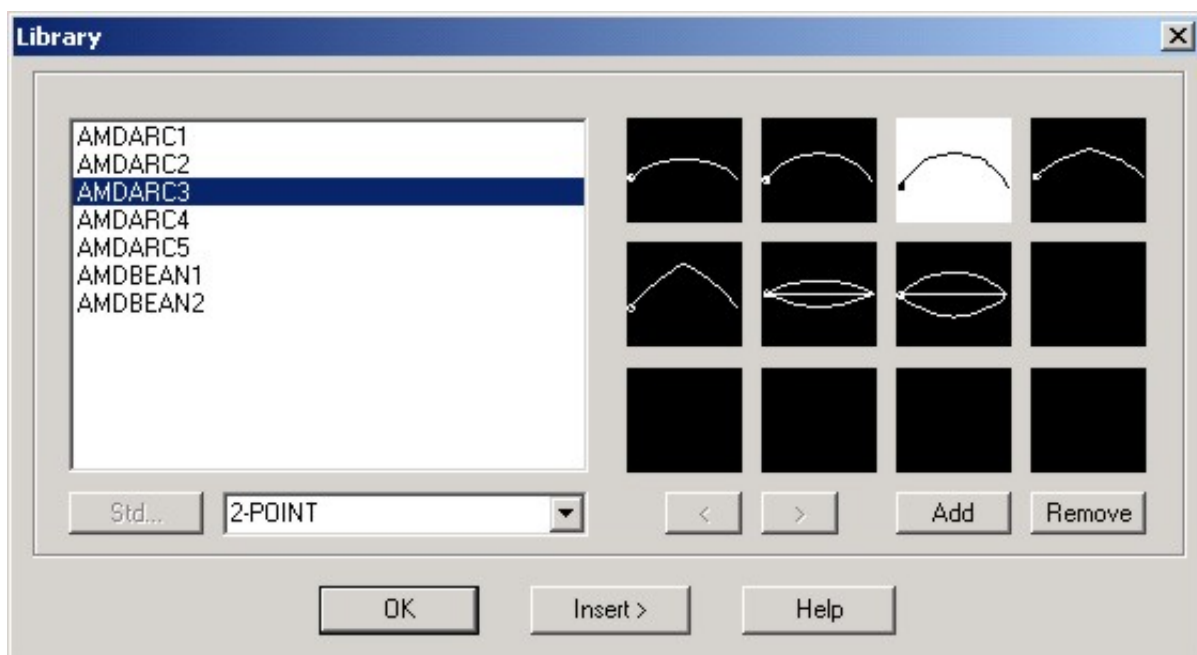 Library
AMDARC1
AMDARC2
AMDARC3
AMDARC4
AMDARC5
AMDBEAN1
AMDBEAN2
Std...
2-POINT
<
>
Add
Remove
OK
Insert >
Help